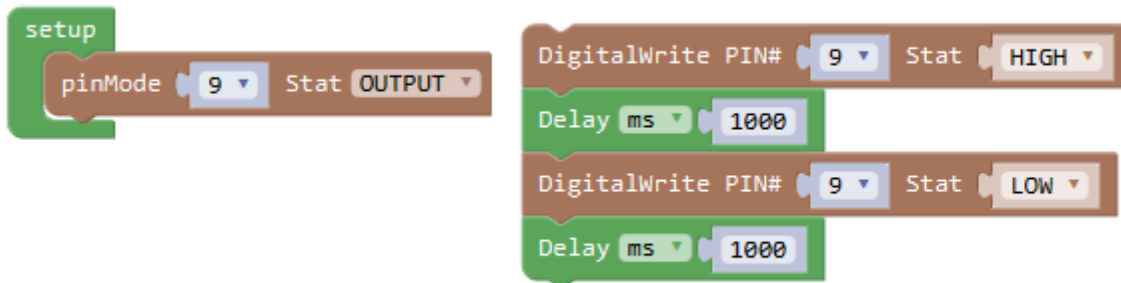 setup
pinMode 9 Stat OUTPUT
DigitalWrite PIN# 9 Stat HIGH
Delay ms 1000
DigitalWrite PIN# 9 Stat LOW
Delay ms 1000